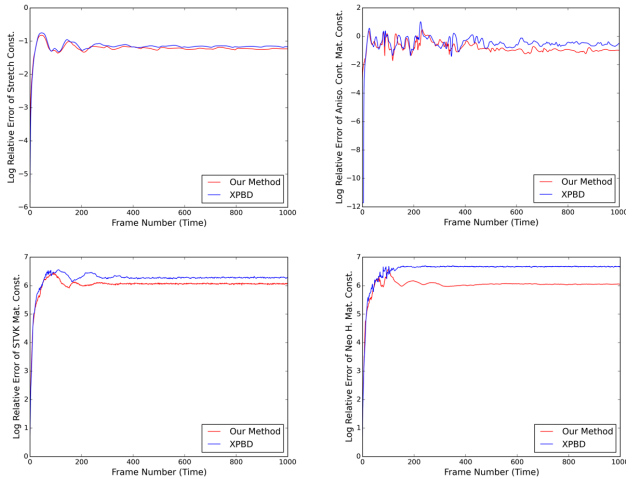 Log Relative Error of Stretch Const.
0
−1
−2
−3
−4
−5
−6
0 200 400 600 800 1000
Frame Number (Time)
Our Method
XPBD
Log Relative Error of Aniso. Cont. Mat. Const.
2
0
−2
−4
−6
−8
−10
−12
0 200 400 600 800 1000
Frame Number (Time)
Our Method
XPBD
Log Relative Error of STVK Mat. Const.
7
6
5
4
3
2
1
0
0 200 400 600 800 1000
Frame Number (Time)
Our Method
XPBD
Log Relative Error of Neo H. Mat. Const.
7
6
5
4
3
2
1
0
0 200 400 600 800 1000
Frame Number (Time)
Our Method
XPBD